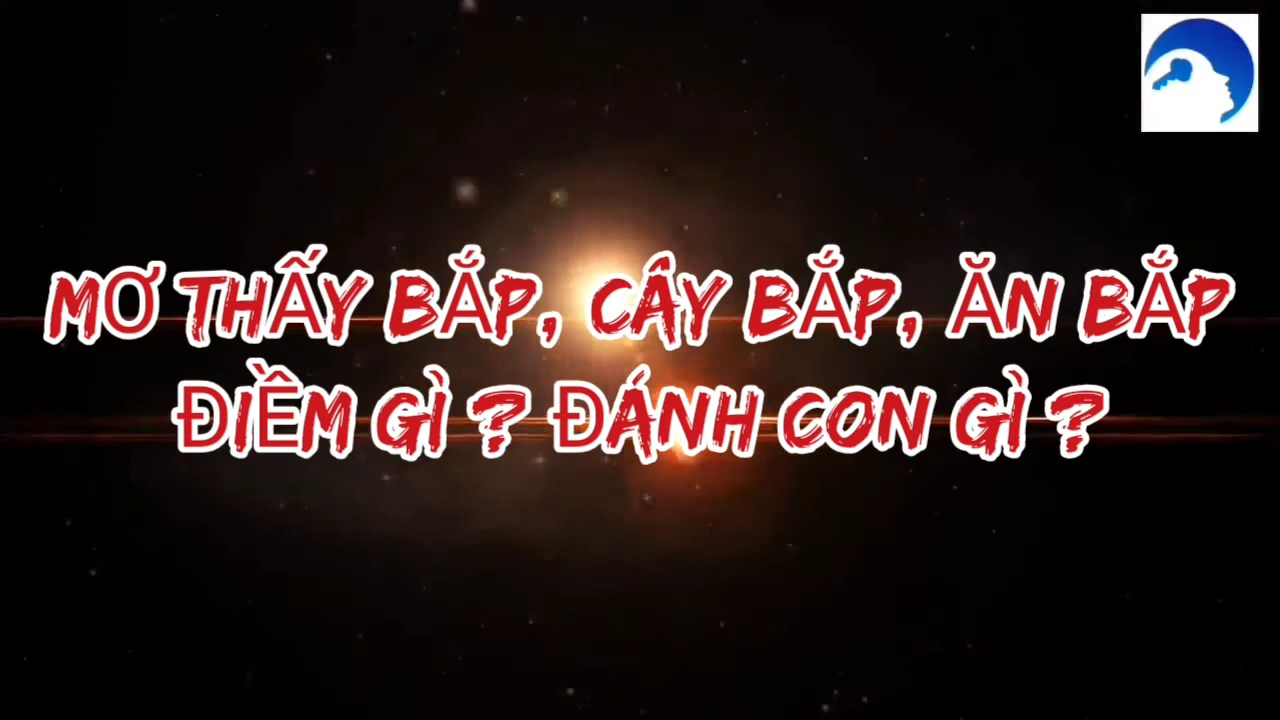 MƠ THẤY BẮP, CÂY BẮP, ĂN BẮP
ĐIỀM GÌ ? ĐÁNH CON GÌ ?